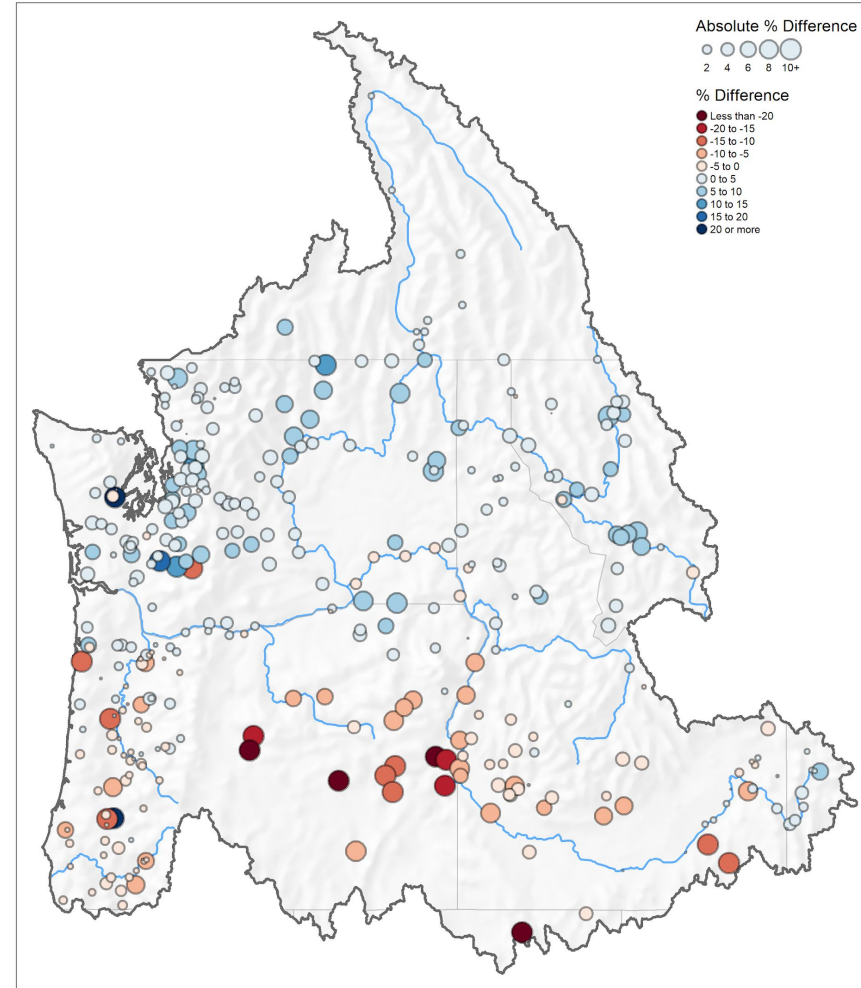 Absolute % Difference
2 4 6 8 10+
% Difference
Less than -20
-20 to -15
-15 to -10
-10 to -5
-5 to 0
0 to 5
5 to 10
10 to 15
15 to 20
20 or more